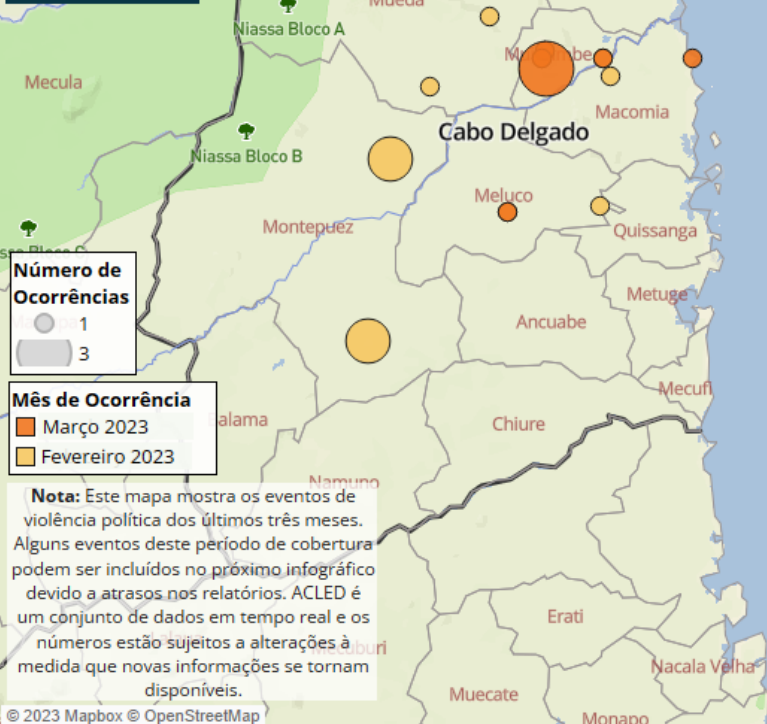 Mueda
Niassa Bloco A
Mecula
Macomia
Cabo Delgado
Niassa Bloco B
Meluco
Montepuez
Quissanga
Número de
Ocorrências
1
3
Metuge
Ancuabe
Mecufi
Mês de Ocorrência
Março 2023
Fevereiro 2023
Balama
Chiure
Namuno
Nota: Este mapa mostra os eventos de
violência política dos últimos três meses.
Alguns eventos deste período de cobertura
podem ser incluídos no próximo infográfico
devido a atrasos nos relatórios. ACLED é
um conjunto de dados em tempo real e os
números estão sujeitos a alterações à
medida que novas informações se tornam
disponíveis.
Erati
Mecuburi
Nacala Velha
Muecate
Monapo
© 2023 Mapbox © OpenStreetMap